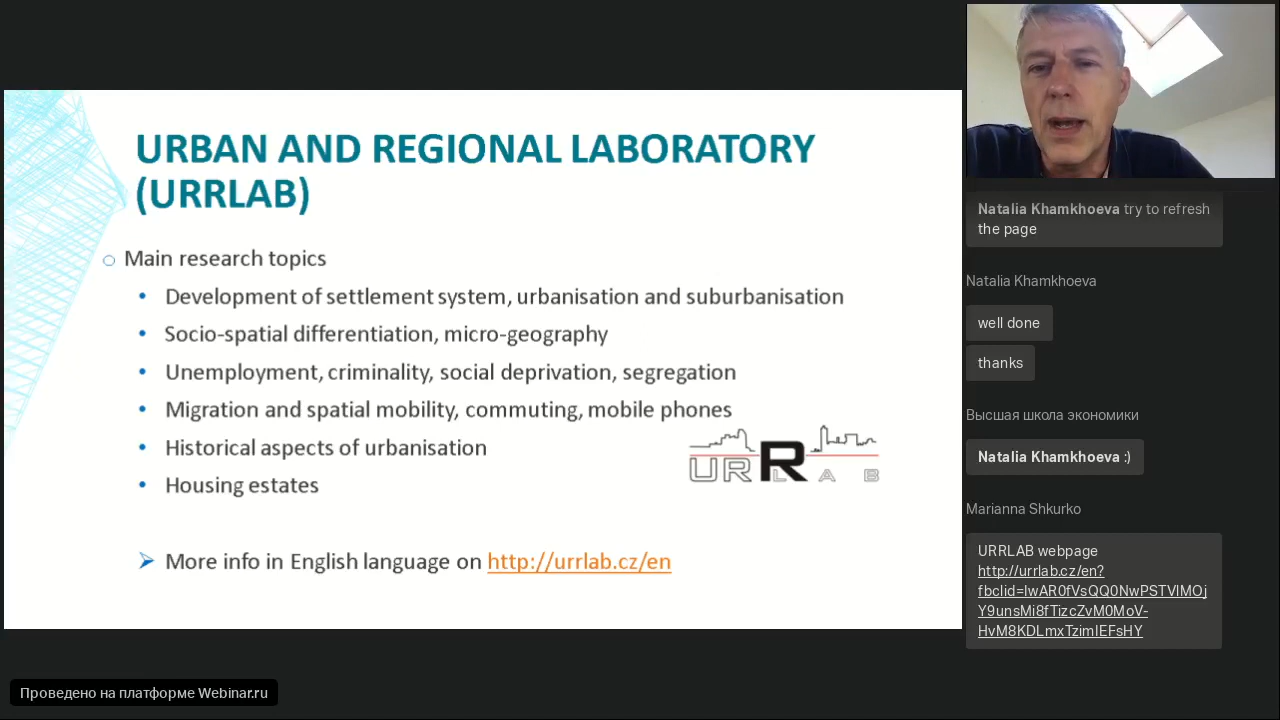 URBAN AND REGIONAL LABORATORY
(URRLAB)
Main research topics
Development of settlement system, urbanisation and suburbanisation
Socio-spatial differentiation, micro-geography
Unemployment, criminality, social deprivation, segregation
Migration and spatial mobility, commuting, mobile phones
Historical aspects of urbanisation
Housing estates
URRLAB
More info in English language on http://urrlab.cz/en
Natalia Khamkhoeva try to refresh
the page
Natalia Khamkhoeva
well done
thanks
Высшая школа экономики
Natalia Khamkhoeva :)
Marianna Shkurko
URRLAB webpage
http://urrlab.cz/en?
fbclid=IwAR0fVsQQ0NwPSTVlMOj
Y9unsMi8fTizcZvM0MoV-
HvM8KDLmxTzimIEFsHY
Проведено на платформе Webinar.ru